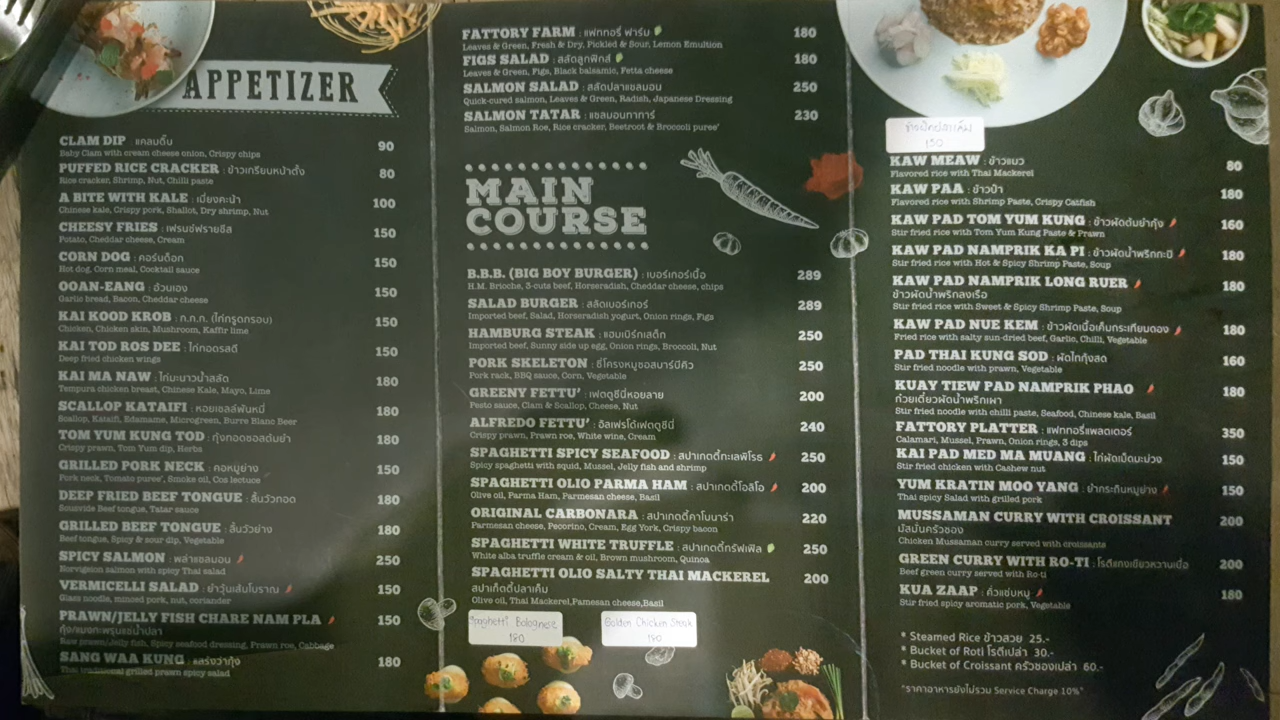 APPETIZER
CLAM DIP แคลมดิ๊บ 90
Baby Clam with cream cheese onion, Crispy chips
PUFFED RICE CRACKER : ข้าวเกรียบหน้าตั้ง 80
Rice cracker, Shrimp, Nut, Chilli paste
A BITE WITH KALE : เมี่ยงคะน้า 100
Chinese kale, Crispy pork, Shallot, Dry shrimp, Nut
CHEESY FRIES : เฟรนช์ฟรายชีส 150
Potato, Cheddar cheese, Cream
CORN DOG : คอร์นด็อก 150
Hot dog, Corn meal, Cocktail sauce
OOAN-EANG : อ้วนเอง 150
Garlic bread, Bacon, Cheddar cheese
KAI KOOD KROB : ก.ก.ก. (ไก่กรูดกรอบ) 150
Chicken, Chicken skin, Mushroom, Kaffir lime
KAI TOD ROS DEE : ไก่ทอดรสดี 150
Deep fried chicken wings
KAI MA NAW : ไก่มะนาวน้ำสลัด 180
Tempura chicken breast, Chinese Kale, Mayo, Lime
SCALLOP KATAIFI : หอยเชลล์พันหมี่ 180
Scallop, Kataifi, Edamame, Microgreen, Burre Blanc Beer
TOM YUM KUNG TOD : กุ้งทอดซอสต้มยำ 180
Crispy prawn, Tom Yum dip, Herbs
GRILLED PORK NECK : คอหมูย่าง 150
Pork neck, Tomato puree', Smoke oil, Cos lectuce
DEEP FRIED BEEF TONGUE : ลิ้นวัวทอด 180
Sousvide Beef tongue, Tatar sauce
GRILLED BEEF TONGUE : ลิ้นวัวย่าง 180
Beef tongue, Spicy & sour dip, Vegetable
SPICY SALMON : พล่าแซลมอน 250
Norvigeion salmon with spicy Thai salad
VERMICELLI SALAD : ยำวุ้นเส้นโบราณ 150
Glass noodle, minced pork, nut, coriander
PRAWN/JELLY FISH CHARE NAM PLA 150
กุ้ง/แมงกะพรุนแช่น้ำปลา
Raw prawn/Jelly fish, Spicy seafood dressing, Prawn roe, Cabbage
SANG WAA KUNG : แสร้งว่ากุ้ง 180
Thai traditional grilled prawn spicy salad
FATTORY FARM : แฟททอรี่ ฟาร์ม 180
Leaves & Green, Fresh & Dry, Pickled & Sour, Lemon Emultion
FIGS SALAD : สลัดลูกฟิกส์ 180
Leaves & Green, Figs, Black balsamic, Fetta cheese
SALMON SALAD : สลัดปลาแซลมอน 250
Quick-cured salmon, Leaves & Green, Radish, Japanese Dressing
SALMON TATAR : แซลมอนทาทาร์ 230
Salmon, Salmon Roe, Rice cracker, Beetroot & Broccoli puree'
MAIN
COURSE
B.B.B. (BIG BOY BURGER) : เบอร์เกอร์เนื้อ 289
H.M. Brioche, 3-cuts beef, Horseradish, Cheddar cheese, chips
SALAD BURGER : สลัดเบอร์เกอร์ 289
Imported beef, Salad, Horseradish yogurt, Onion rings, Figs
HAMBURG STEAK : แฮมเบิร์กเสต็ก 250
Imported beef, Sunny side up egg, Onion rings, Broccoli, Nut
PORK SKELETON : ซี่โครงหมูซอสบาร์บีคิว 250
Pork rack, BBQ sauce, Corn, Vegetable
GREENY FETTU' : เฟตตูชินี่หอยลาย 200
Pesto sauce, Clam & Scallop, Cheese, Nut
ALFREDO FETTU' : อัลเฟรโด้เฟตตูชินี่ 240
Crispy prawn, Prawn roe, White wine, Cream
SPAGHETTI SPICY SEAFOOD : สปาเกตตี้ทะเลพิโรธ 250
Spicy spaghetti with squid, Mussel, Jelly fish and shrimp
SPAGHETTI OLIO PARMA HAM : สปาเกตตี้โอลิโอ 200
Olive oil, Parma Ham, Parmesan cheese, Basil
ORIGINAL CARBONARA : สปาเกตตี้คาโบนาร่า 220
Parmesan cheese, Pecorino, Cream, Egg York, Crispy bacon
SPAGHETTI WHITE TRUFFLE : สปาเกตตี้ทรัฟเฟิล 250
White alba truffle cream & oil, Brown mushroom, Quinoa
SPAGHETTI OLIO SALTY THAI MACKEREL 200
สปาเก็ตตี้ปลาเค็ม
Olive oil, Thai Mackerel,Pamesan cheese,Basil
Spaghetti Bolognese
180
Golden Chicken Steak
190
ข้าวผัดปลาเค็ม
150
KAW MEAW : ข้าวแมว 80
Flavored rice with Thai Mackerel
KAW PAA : ข้าวป้า 180
Flavored rice with Shrimp Paste, Crispy Catfish
KAW PAD TOM YUM KUNG : ข้าวผัดต้มยำกุ้ง 160
Stir fried rice with Tom Yum Kung Paste & Prawn
KAW PAD NAMPRIK KA PI : ข้าวผัดน้ำพริกกะปิ 180
Stir fried rice with Hot & Spicy Shrimp Paste, Soup
KAW PAD NAMPRIK LONG RUER 180
ข้าวผัดน้ำพริกลงเรือ
Stir fried rice with Sweet & Spicy Shrimp Paste, Soup
KAW PAD NUE KEM : ข้าวผัดเนื้อเค็มกระเทียมดอง 180
Fried rice with salty sun-dried beef, Garlic, Chilli, Vegetable
PAD THAI KUNG SOD : ผัดไทกุ้งสด 160
Stir fried noodle with prawn, Vegetable
KUAY TIEW PAD NAMPRIK PHAO 180
ก๋วยเตี๋ยวผัดน้ำพริกเผา
Stir fried noodle with chilli paste, Seafood, Chinese kale, Basil
FATTORY PLATTER : แฟททอรี่แพลตเตอร์ 350
Calamari, Mussel, Prawn, Onion rings, 3 dips
KAI PAD MED MA MUANG : ไก่ผัดเม็ดมะม่วง 150
Stir fried chicken with Cashew nut
YUM KRATIN MOO YANG : ยำกระถินหมูย่าง 150
Thai spicy Salad with grilled pork
MUSSAMAN CURRY WITH CROISSANT 200
มัสมั่นครัวซอง
Chicken Mussaman curry served with croissants
GREEN CURRY WITH RO-TI : โรตีแกงเขียวหวานเนื้อ 200
Beef green curry served with Ro-ti
KUA ZAAP : คั่วแซ่บหมู 180
Stir fried spicy aromatic pork, Vegetable
* Steamed Rice ข้าวสวย 25.-
* Bucket of Roti โรตีเปล่า 30.-
* Bucket of Croissant ครัวซองเปล่า 60.-
*ราคาอาหารยังไม่รวม Service Charge 10%*